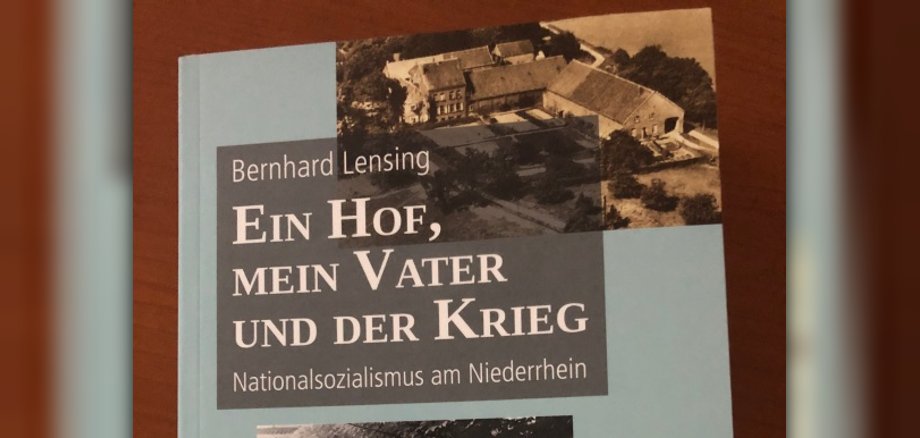 Bernhard Lensing
EIN HOF,
MEIN VATER
UND DER KRIEG
Nationalsozialismus am Niederrhein